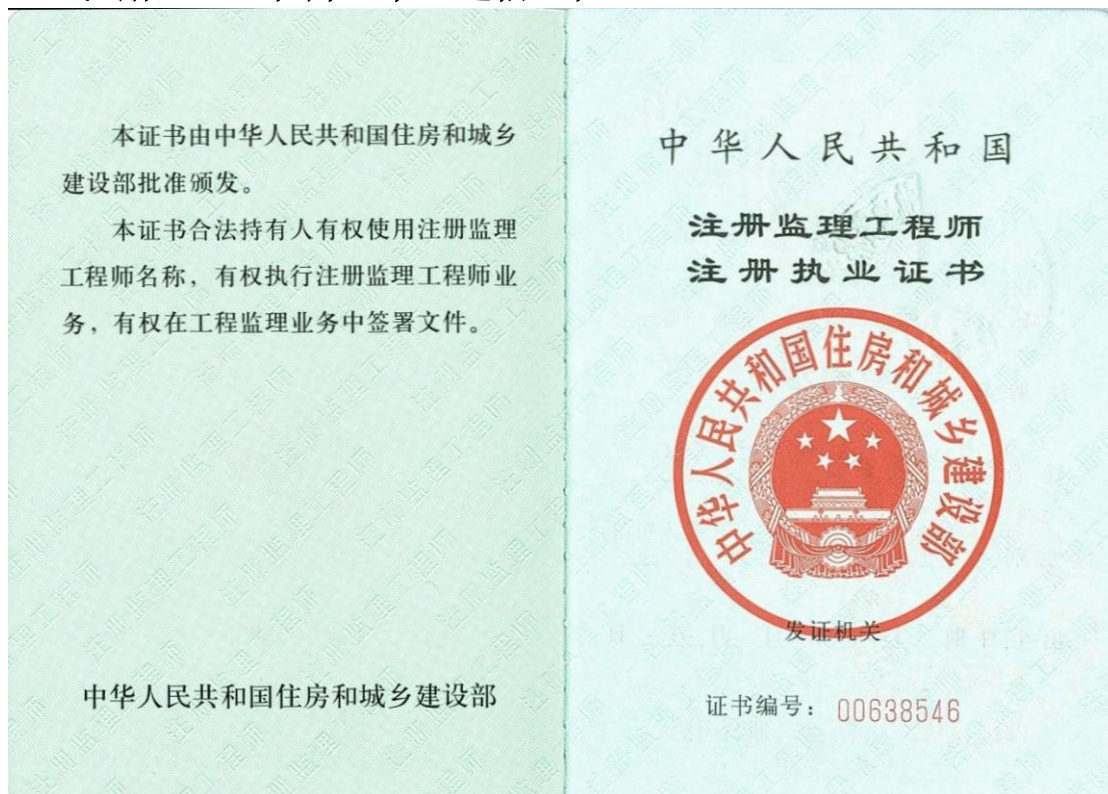 本证书由中华人民共和国住房和城乡
建设部批准颁发。
本证书合法持有人有权使用注册监理
工程师名称，有权执行注册监理工程师业
务，有权在工程监理业务中签署文件。
中华人民共和国住房和城乡建设部
中华人民共和国
注册监理工程师
注册执业证书
中华人民共和国住房和城乡建设部
发证机关
证书编号：00638546